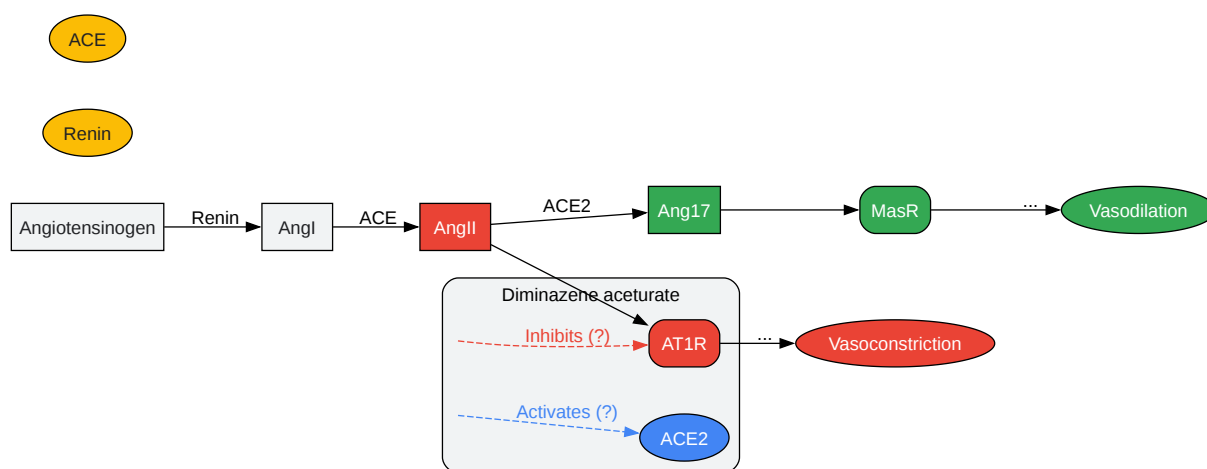 ACE
Renin
Angiotensinogen
Renin
AngI
ACE
AngII
ACE2
Ang17
MasR
...
Vasodilation
Diminazene aceturate
Inhibits (?)
AT1R
...
Vasoconstriction
Activates (?)
ACE2